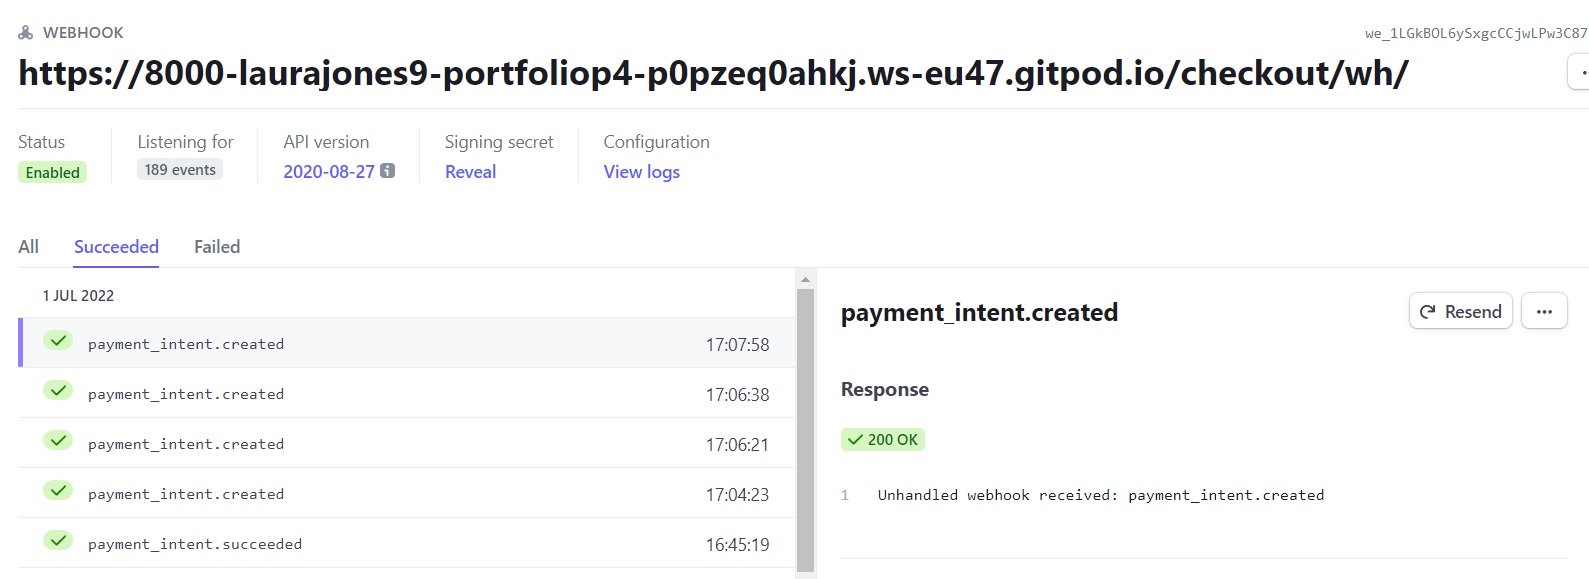 WEBHOOK
we_1LGkBOL6ySxgcCCjwLPw3C87
https://8000-laurajones9-portfoliop4-p0pzeq0ahkj.ws-eu47.gitpod.io/checkout/wh/
Status
Listening for
API version
Signing secret
Configuration
Enabled
189 events
2020-08-27
Reveal
View logs
All
Succeeded
Failed
1 JUL 2022
payment_intent.created 17:07:58
payment_intent.created 17:06:38
payment_intent.created 17:06:21
payment_intent.created 17:04:23
payment_intent.succeeded 16:45:19
payment_intent.created
Resend
Response
200 OK
1 Unhandled webhook received: payment_intent.created